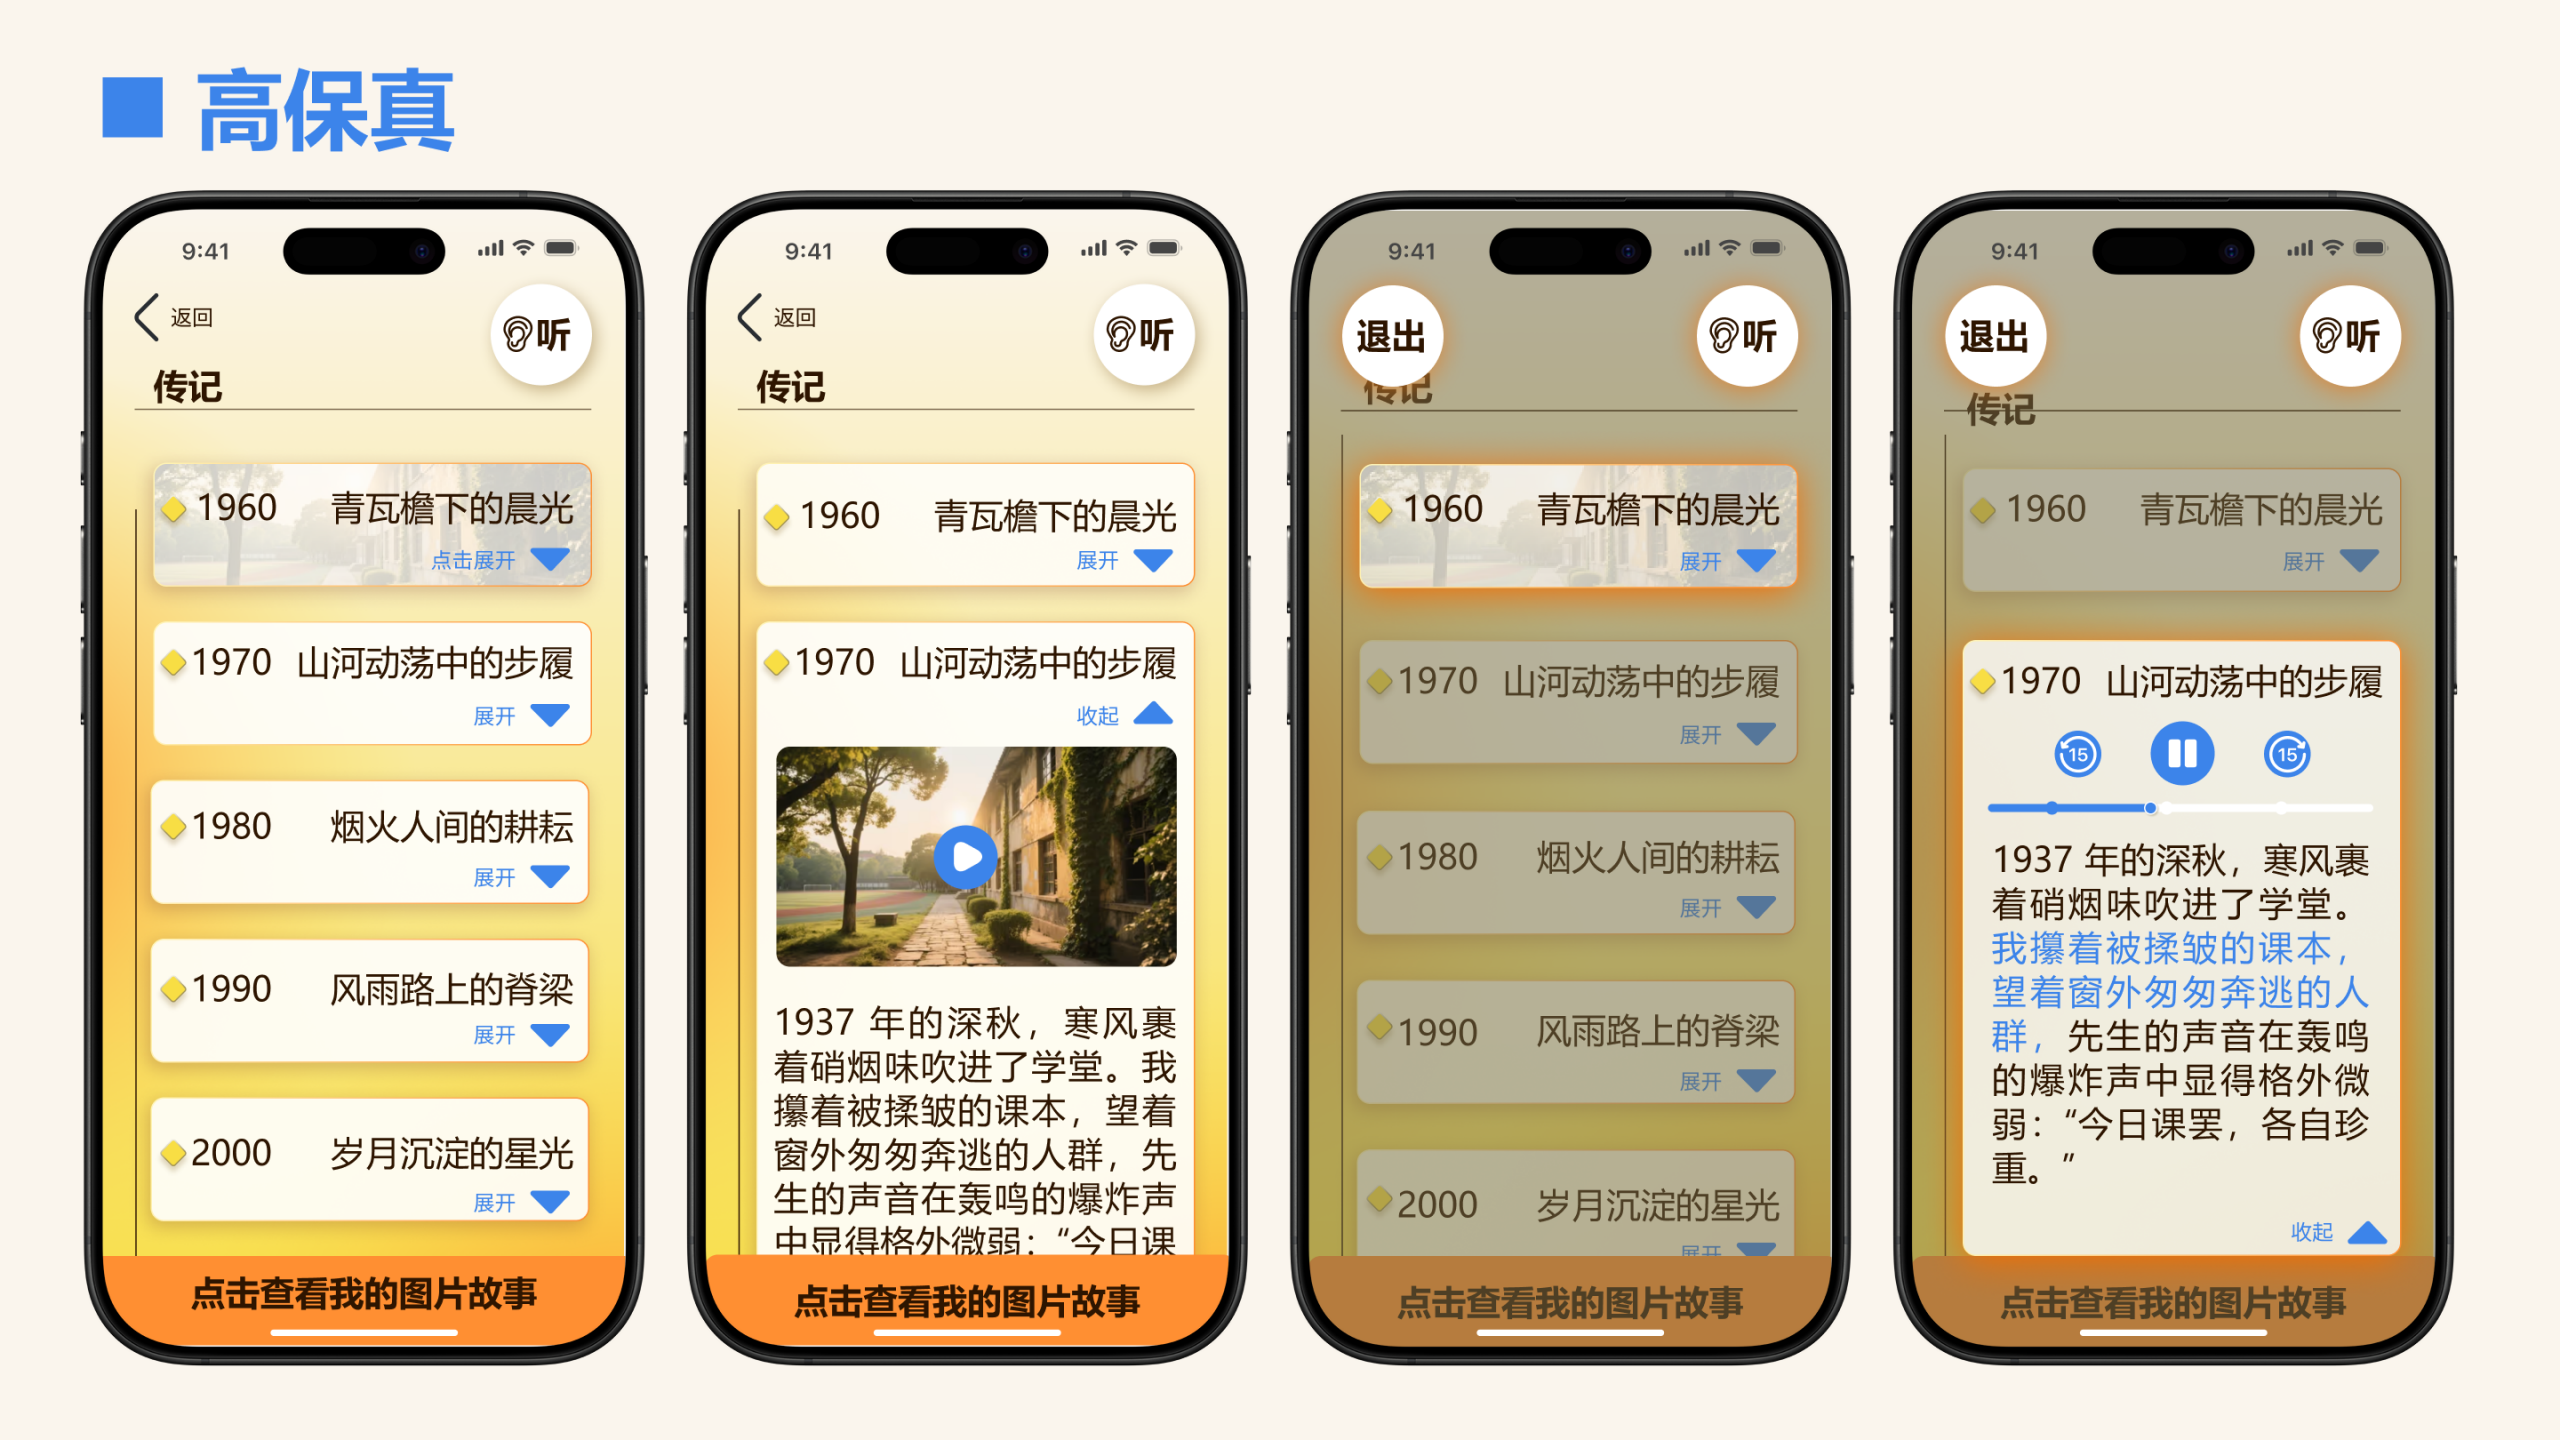 高保真
9:41
返回
听
传记
1960 青瓦檐下的晨光
点击展开
1970 山河动荡中的步履
展开
1980 烟火人间的耕耘
展开
1990 风雨路上的脊梁
展开
2000 岁月沉淀的星光
展开
点击查看我的图片故事
9:41
返回
听
传记
1960 青瓦檐下的晨光
展开
1970 山河动荡中的步履
收起
1937 年的深秋，寒风裹
着硝烟味吹进了学堂。我
攥着被揉皱的课本，望着
窗外匆匆奔逃的人群，先
生的声音在轰鸣的爆炸声
中显得格外微弱：“今日课
点击查看我的图片故事
9:41
退出
听
传记
1960 青瓦檐下的晨光
展开
1970 山河动荡中的步履
展开
1980 烟火人间的耕耘
展开
1990 风雨路上的脊梁
展开
2000 岁月沉淀的星光
展开
点击查看我的图片故事
9:41
退出
听
传记
1960 青瓦檐下的晨光
展开
1970 山河动荡中的步履
15 15
1937 年的深秋，寒风裹
着硝烟味吹进了学堂。
我攥着被揉皱的课本，
望着窗外匆匆奔逃的人
群，先生的声音在轰鸣
的爆炸声中显得格外微
弱：“今日课罢，各自珍
重。”
收起
点击查看我的图片故事